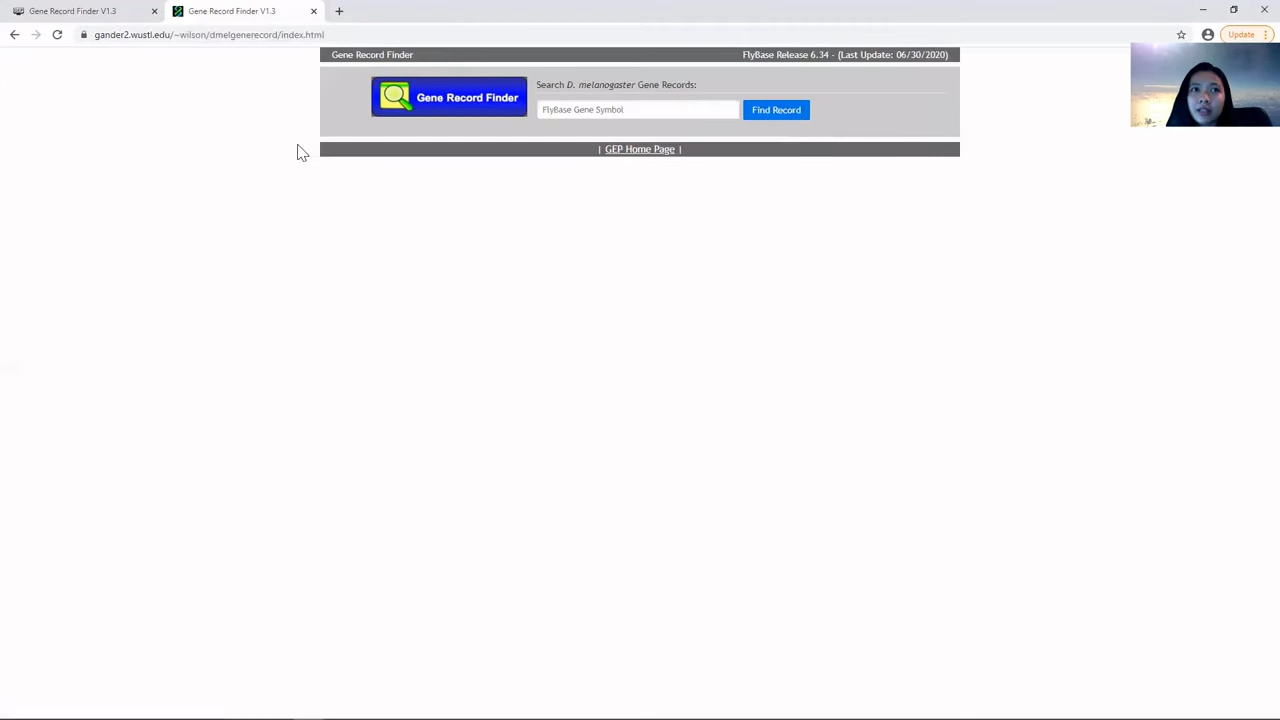 Gene Record Finder V1.3
Gene Record Finder V1.3
gander2.wustl.edu/~wilson/dmelgenerecord/index.html
Update
Gene Record Finder
FlyBase Release 6.34 - (Last Update: 06/30/2020)
Gene Record Finder
Search D. melanogaster Gene Records:
FlyBase Gene Symbol
Find Record
| GEP Home Page |